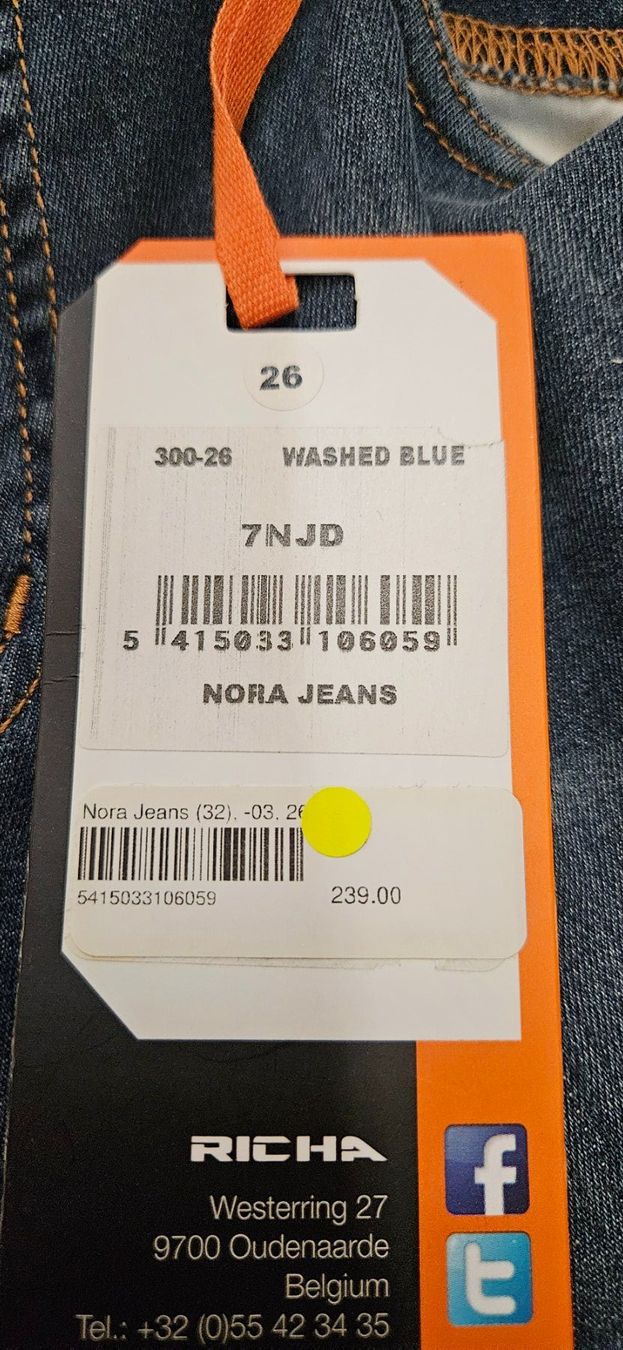 26
300-26 WASHED BLUE
7NJD
5 415033 106059
NORA JEANS
Nora Jeans (32), -03, 26
5415033106059 239.00
RICHA
Westerring 27
9700 Oudenaarde
Belgium
Tel.: +32 (0)55 42 34 35